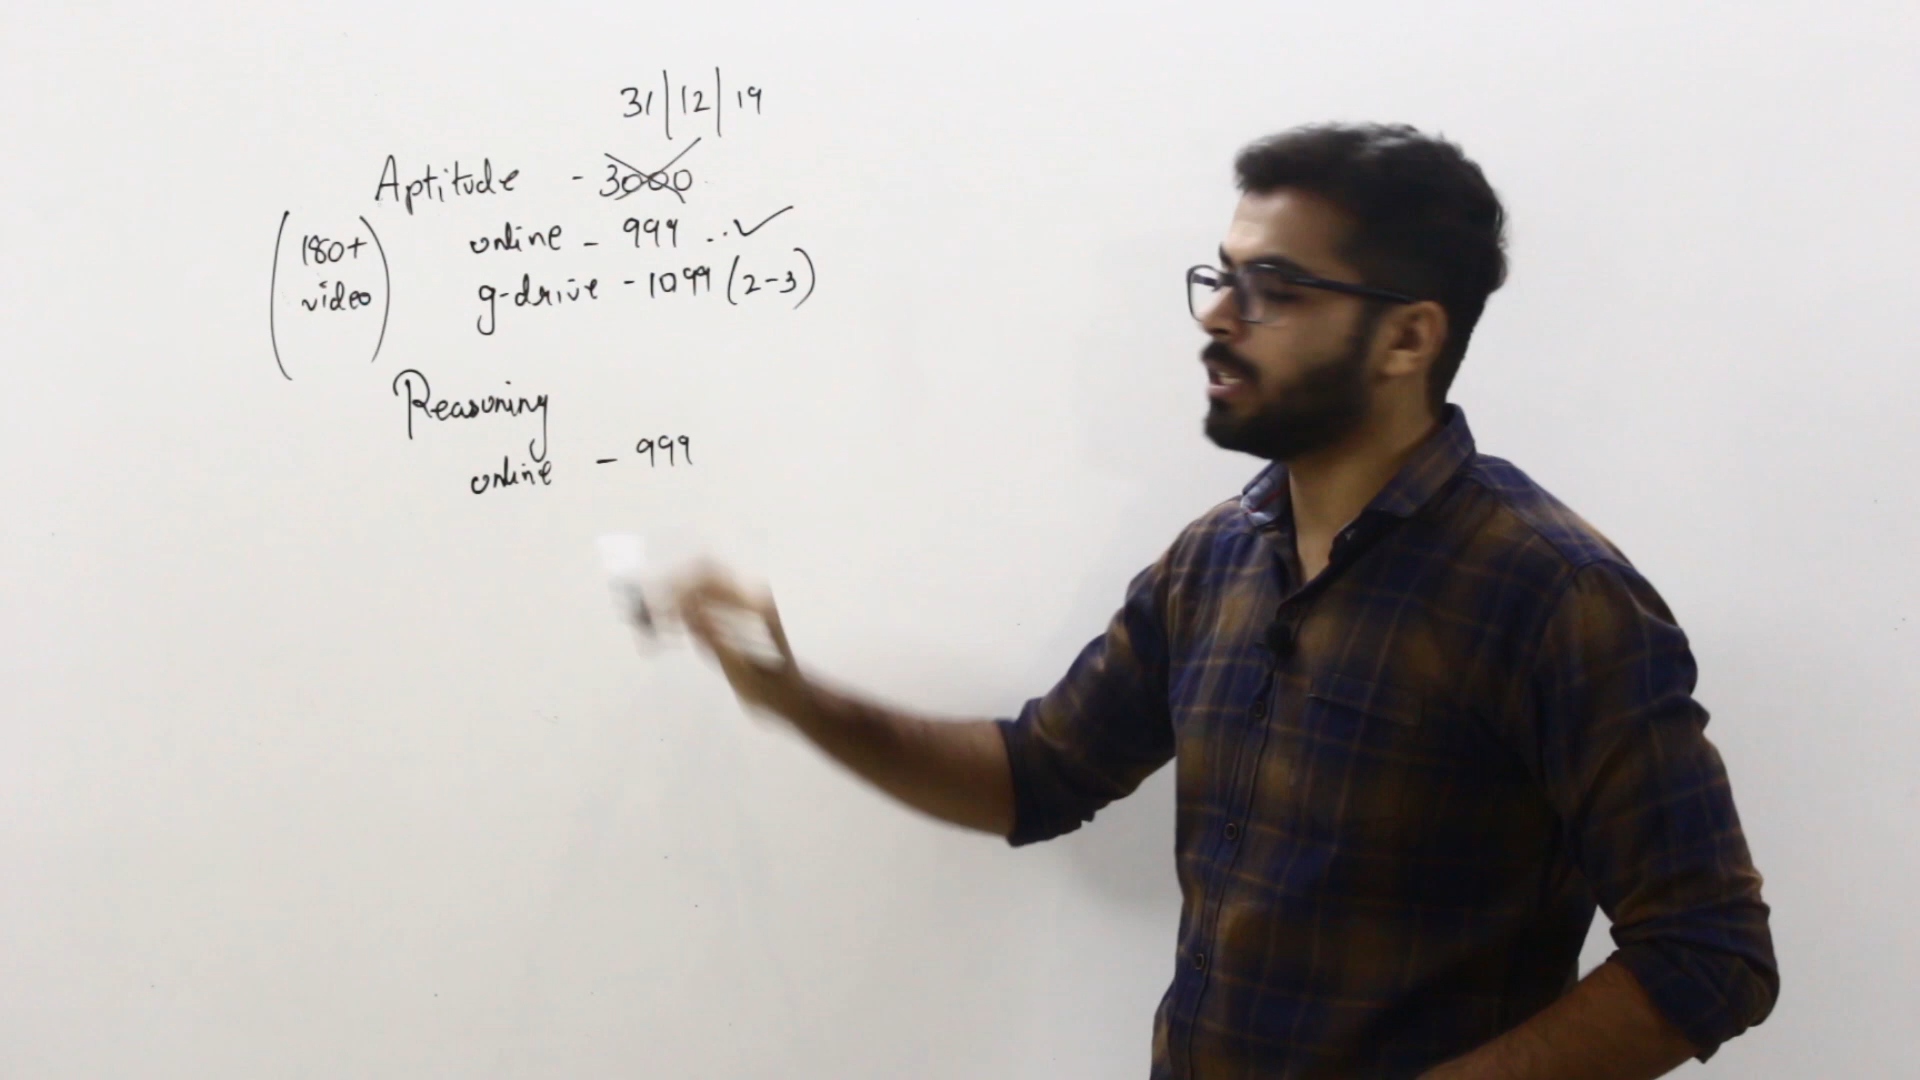 31|12|19
Aptitude - 3000
(180+ video)
online - 999 ..✓
g-drive - 1099 (2-3)
Reasoning
online - 999